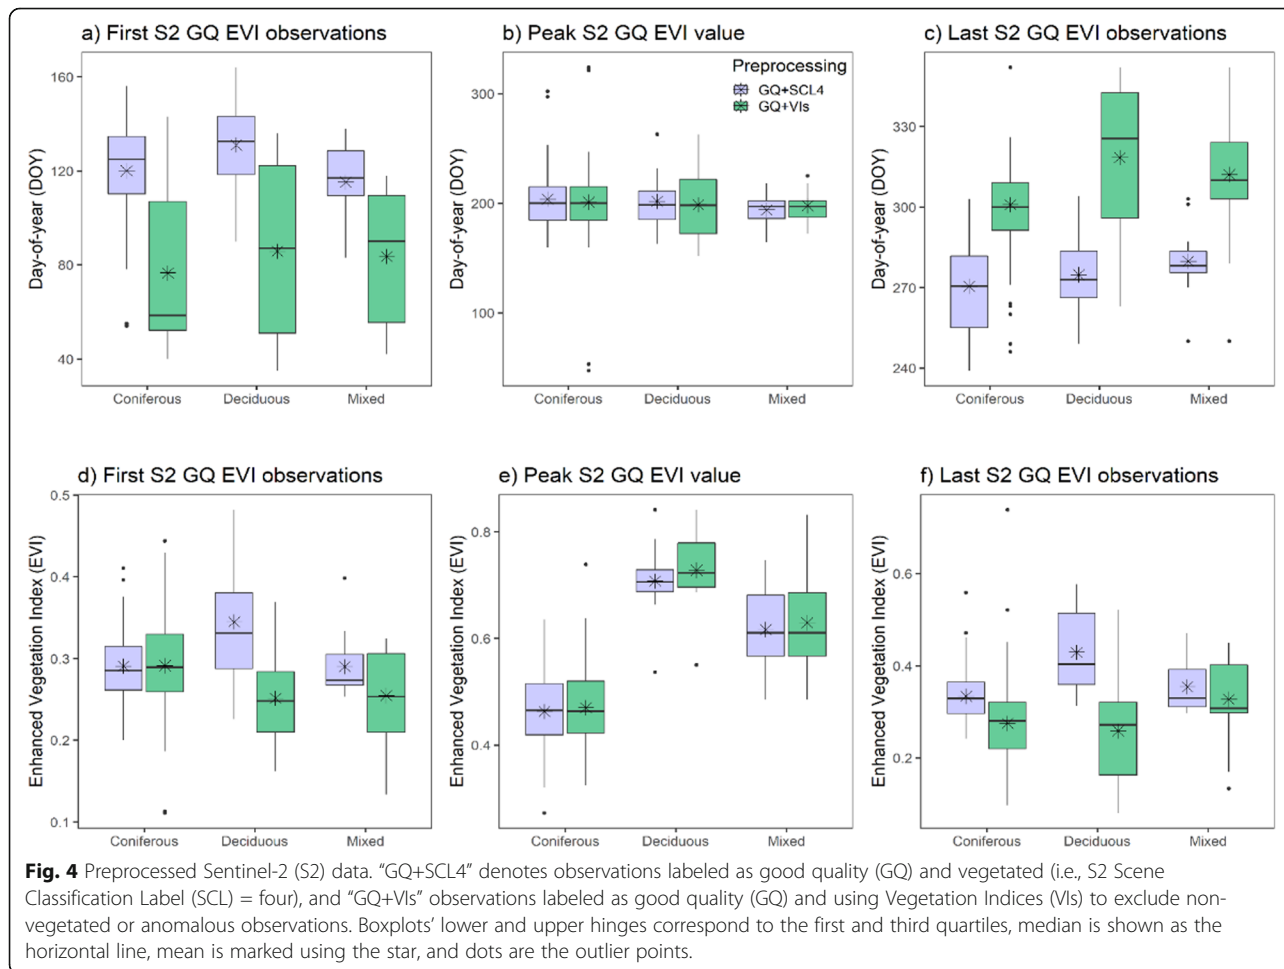 a) First S2 GQ EVI observations
b) Peak S2 GQ EVI value
c) Last S2 GQ EVI observations
Day-of-year (DOY)
160
120
80
40
Coniferous Deciduous Mixed
Day-of-year (DOY)
300
200
100
Preprocessing
GQ+SCL4
GQ+VIs
Coniferous Deciduous Mixed
Day-of-year (DOY)
330
300
270
240
Coniferous Deciduous Mixed
d) First S2 GQ EVI observations
e) Peak S2 GQ EVI value
f) Last S2 GQ EVI observations
Enhanced Vegetation Index (EVI)
0.5
0.4
0.3
0.2
0.1
Coniferous Deciduous Mixed
Enhanced Vegetation Index (EVI)
0.8
0.6
0.4
Coniferous Deciduous Mixed
Enhanced Vegetation Index (EVI)
0.6
0.4
0.2
Coniferous Deciduous Mixed
Fig. 4 Preprocessed Sentinel-2 (S2) data. “GQ+SCL4” denotes observations labeled as good quality (GQ) and vegetated (i.e., S2 Scene
Classification Label (SCL) = four), and “GQ+VIs” observations labeled as good quality (GQ) and using Vegetation Indices (VIs) to exclude non-
vegetated or anomalous observations. Boxplots’ lower and upper hinges correspond to the first and third quartiles, median is shown as the
horizontal line, mean is marked using the star, and dots are the outlier points.